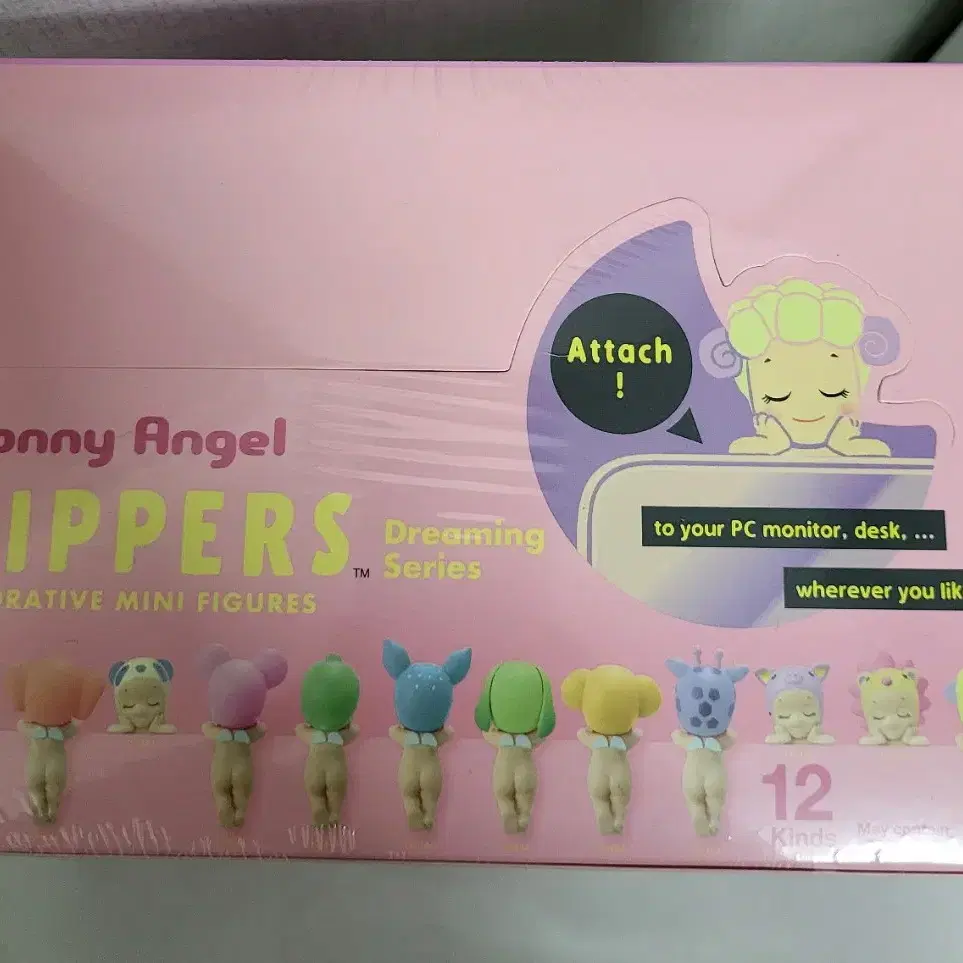 Attach
!
onny Angel
IPPERS™
Dreaming
Series
to your PC monitor, desk, ...
ORATIVE MINI FIGURES
wherever you lik
12
Kinds
May contain